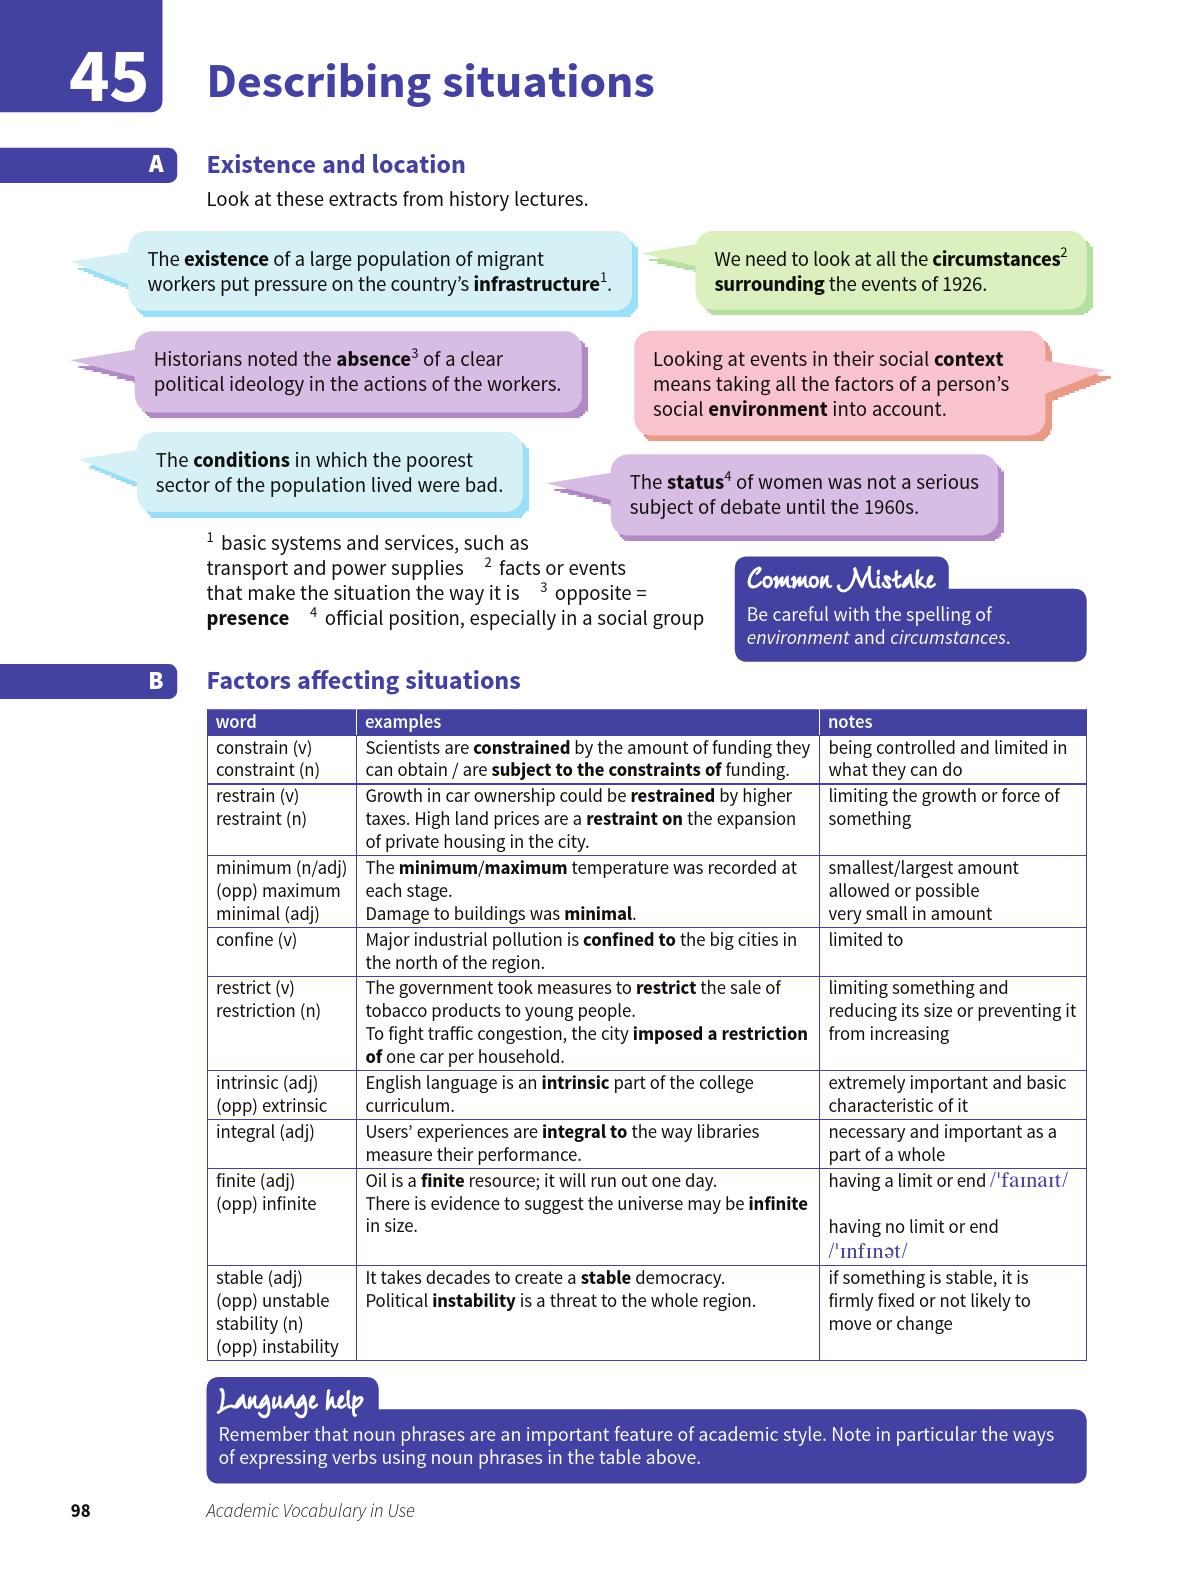 45
Describing situations
A
Existence and location
Look at these extracts from history lectures.
The existence of a large population of migrant
workers put pressure on the country's infrastructure1.
We need to look at all the circumstances2
surrounding the events of 1926.
Historians noted the absence3 of a clear
political ideology in the actions of the workers.
Looking at events in their social context
means taking all the factors of a person's
social environment into account.
The conditions in which the poorest
sector of the population lived were bad.
The status4 of women was not a serious
subject of debate until the 1960s.
1 basic systems and services, such as
transport and power supplies 2 facts or events
that make the situation the way it is 3 opposite =
presence 4 official position, especially in a social group
Common Mistake
Be careful with the spelling of
environment and circumstances.
B
Factors affecting situations
word examples notes
constrain (v)
constraint (n)
Scientists are constrained by the amount of funding they
can obtain / are subject to the constraints of funding.
being controlled and limited in
what they can do
restrain (v)
restraint (n)
Growth in car ownership could be restrained by higher
taxes. High land prices are a restraint on the expansion
of private housing in the city.
limiting the growth or force of
something
minimum (n/adj)
(opp) maximum
minimal (adj)
The minimum/maximum temperature was recorded at
each stage.
Damage to buildings was minimal.
smallest/largest amount
allowed or possible
very small in amount
confine (v)
Major industrial pollution is confined to the big cities in
the north of the region.
limited to
restrict (v)
restriction (n)
The government took measures to restrict the sale of
tobacco products to young people.
To fight traffic congestion, the city imposed a restriction
of one car per household.
limiting something and
reducing its size or preventing it
from increasing
intrinsic (adj)
(opp) extrinsic
English language is an intrinsic part of the college
curriculum.
extremely important and basic
characteristic of it
integral (adj)
Users' experiences are integral to the way libraries
measure their performance.
necessary and important as a
part of a whole
finite (adj)
(opp) infinite
Oil is a finite resource; it will run out one day.
There is evidence to suggest the universe may be infinite
in size.
having a limit or end /ˈfaɪnaɪt/
having no limit or end
/ˈɪnfɪnət/
stable (adj)
(opp) unstable
stability (n)
(opp) instability
It takes decades to create a stable democracy.
Political instability is a threat to the whole region.
if something is stable, it is
firmly fixed or not likely to
move or change
Language help
Remember that noun phrases are an important feature of academic style. Note in particular the ways
of expressing verbs using noun phrases in the table above.
98
Academic Vocabulary in Use